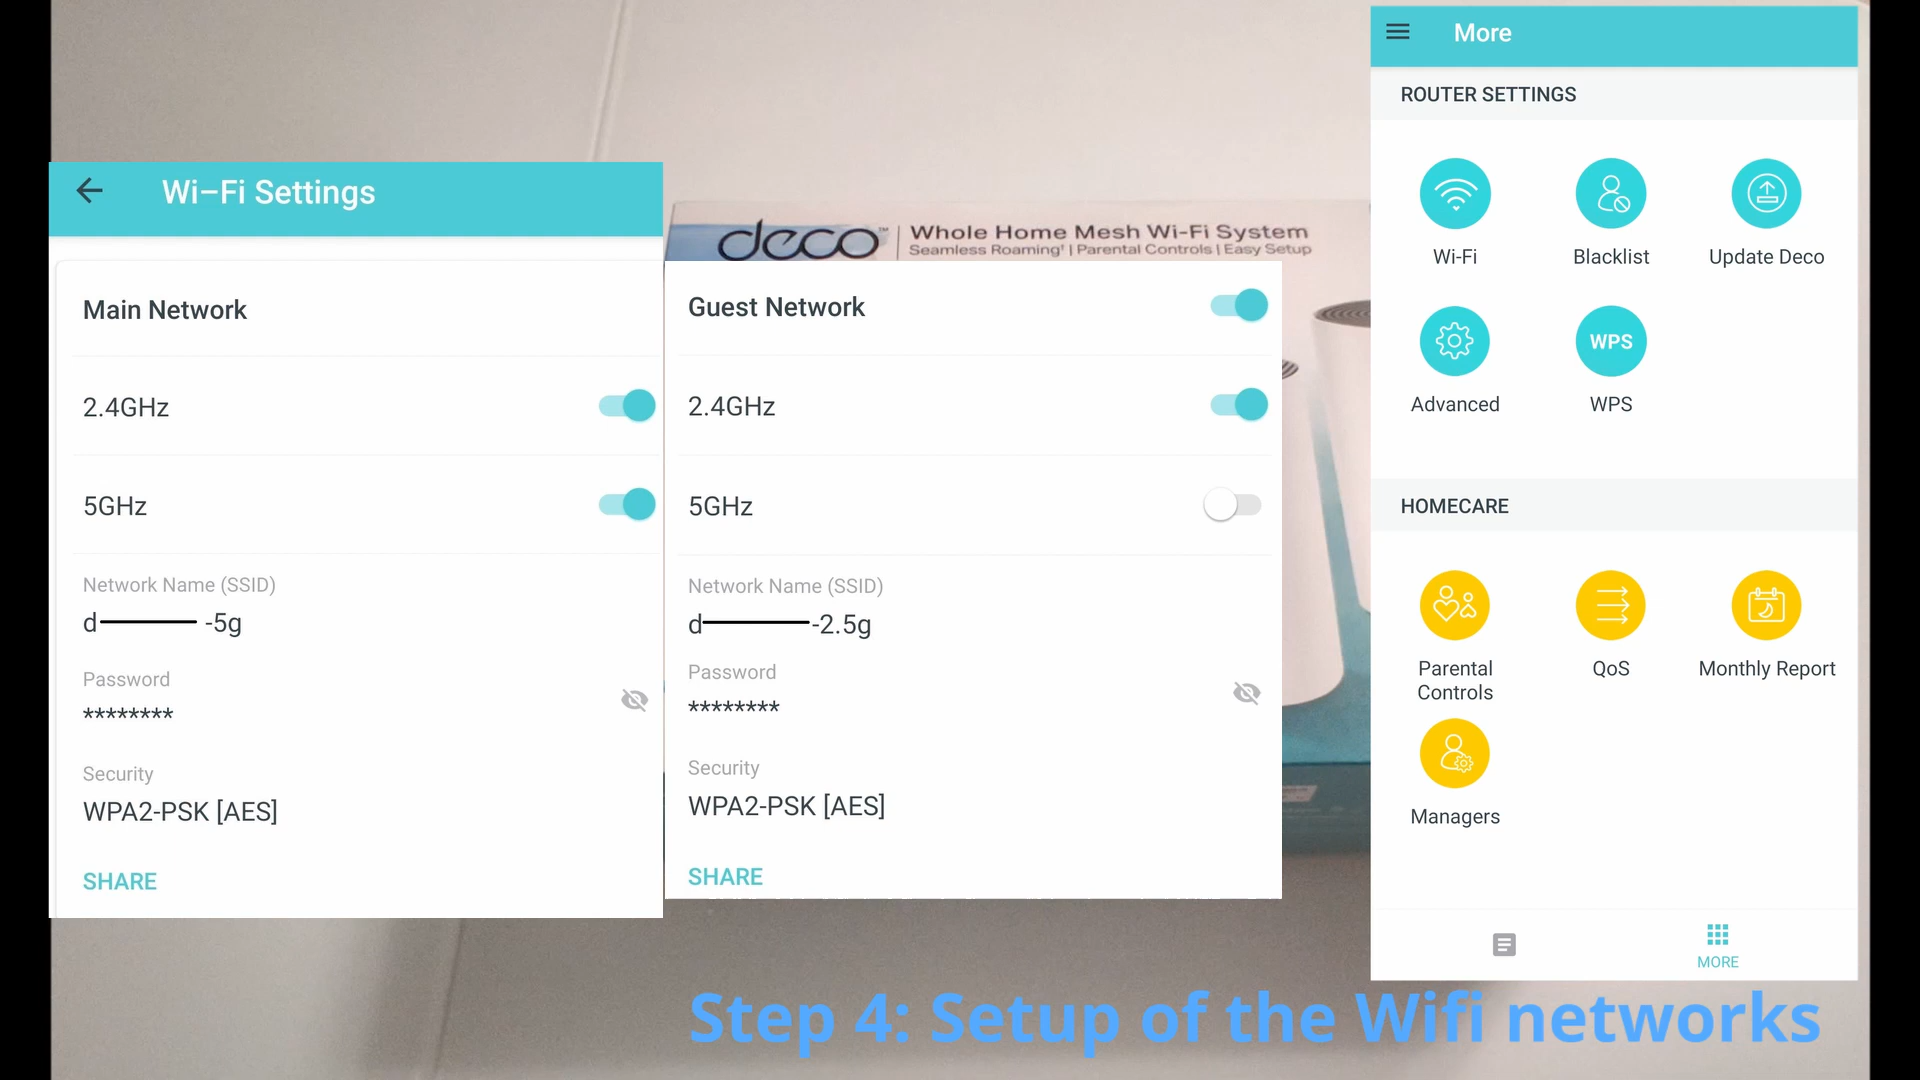 Wi-Fi Settings
Main Network
2.4GHz
5GHz
Network Name (SSID)
d -5g
Password
********
Security
WPA2-PSK [AES]
SHARE
deco™ | Whole Home Mesh Wi-Fi System
Seamless Roaming¹ | Parental Controls | Easy Setup
Guest Network
2.4GHz
5GHz
Network Name (SSID)
d -2.5g
Password
********
Security
WPA2-PSK [AES]
SHARE
More
ROUTER SETTINGS
Wi-Fi
Blacklist
Update Deco
WPS
Advanced
WPS
HOMECARE
Parental
Controls
QoS
Monthly Report
Managers
MORE
Step 4: Setup of the Wifi networks